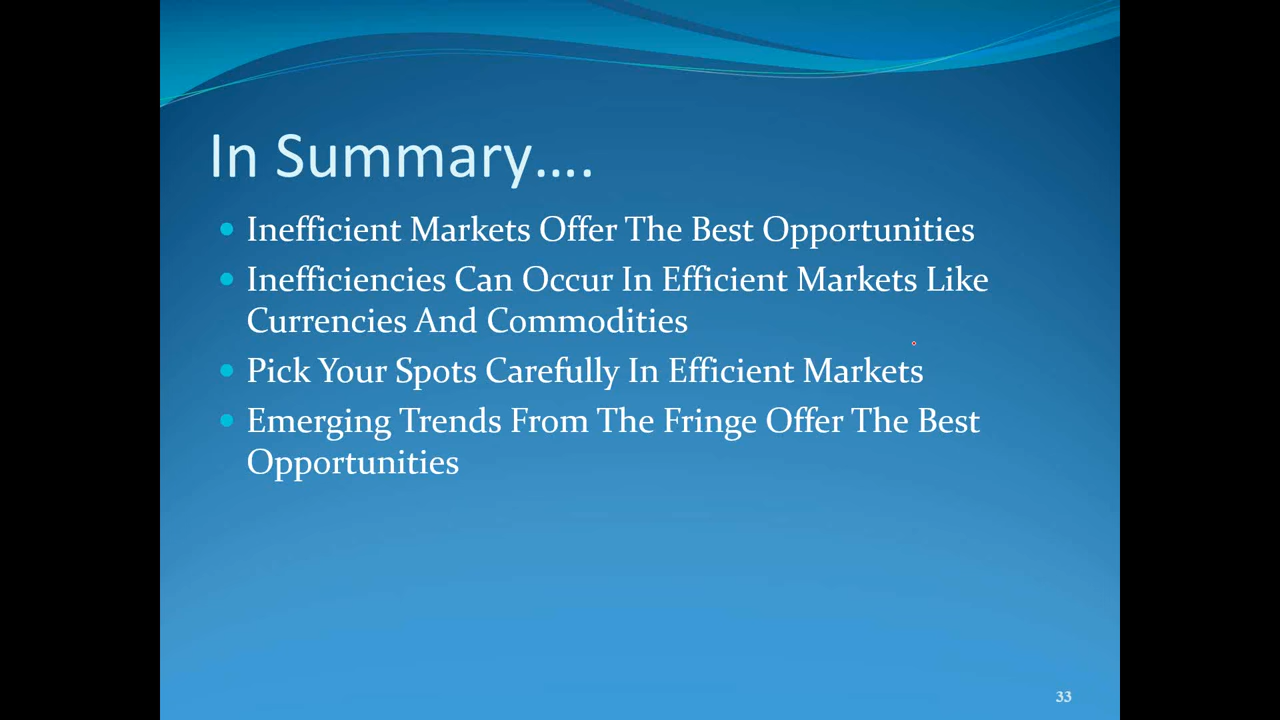 In Summary....
Inefficient Markets Offer The Best Opportunities
Inefficiencies Can Occur In Efficient Markets Like
Currencies And Commodities
Pick Your Spots Carefully In Efficient Markets
Emerging Trends From The Fringe Offer The Best
Opportunities
33